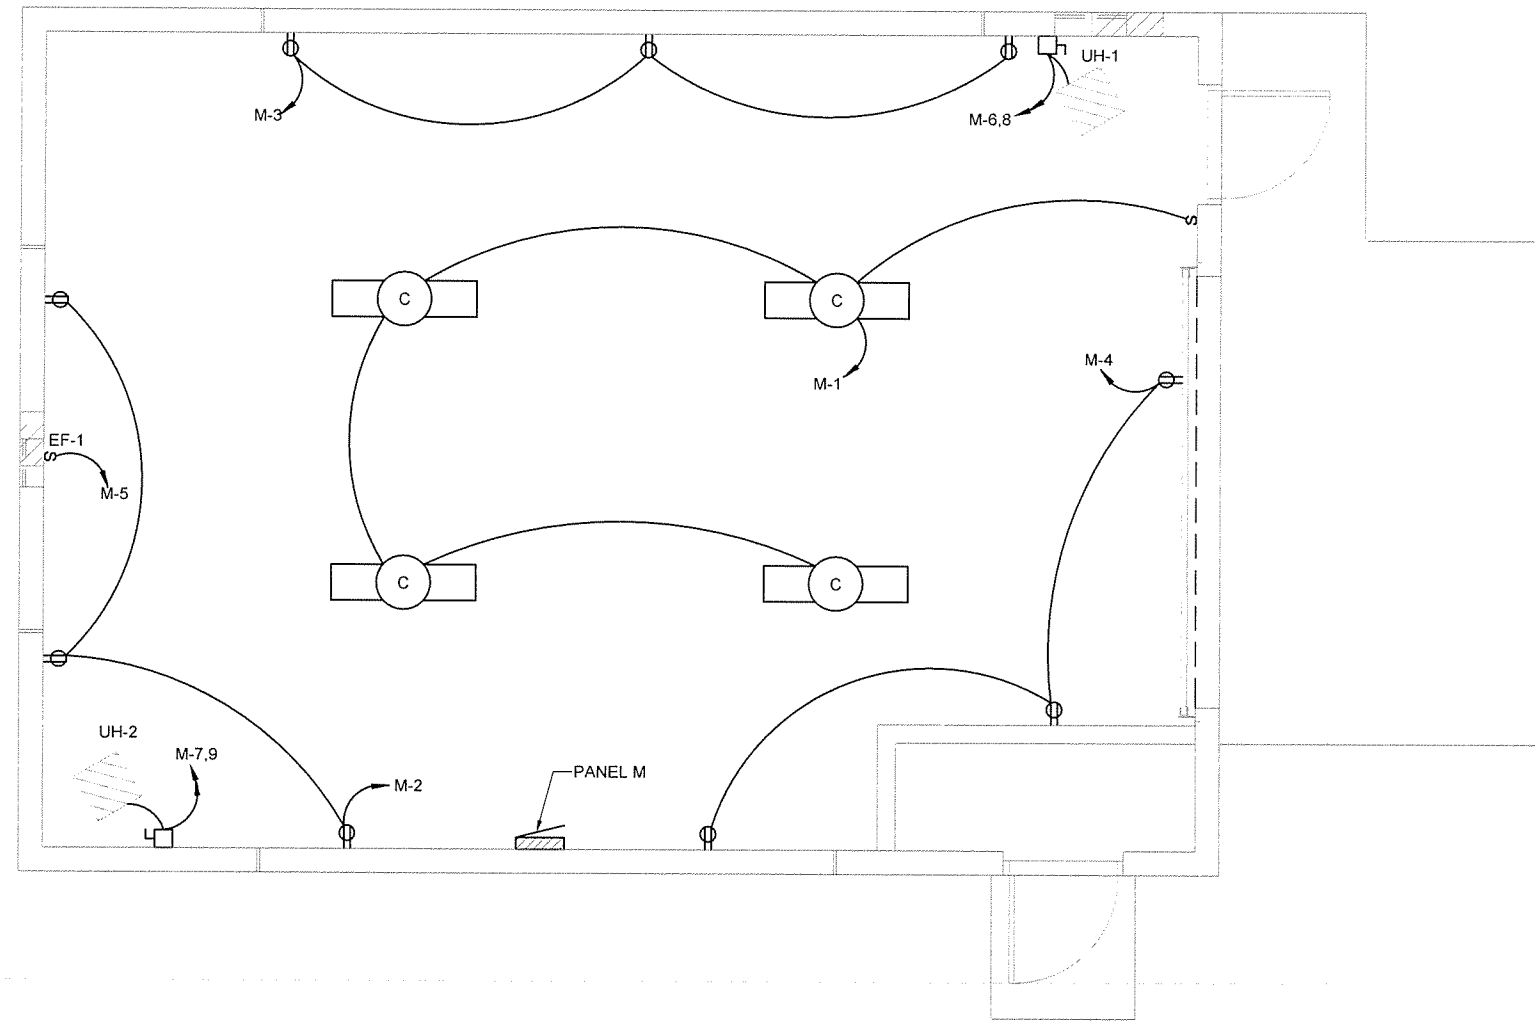 UH-1
M-3
M-6,8
S
C
C
M-4
M-1
EF-1
S
M-5
C
C
UH-2
M-7,9
PANEL M
M-2